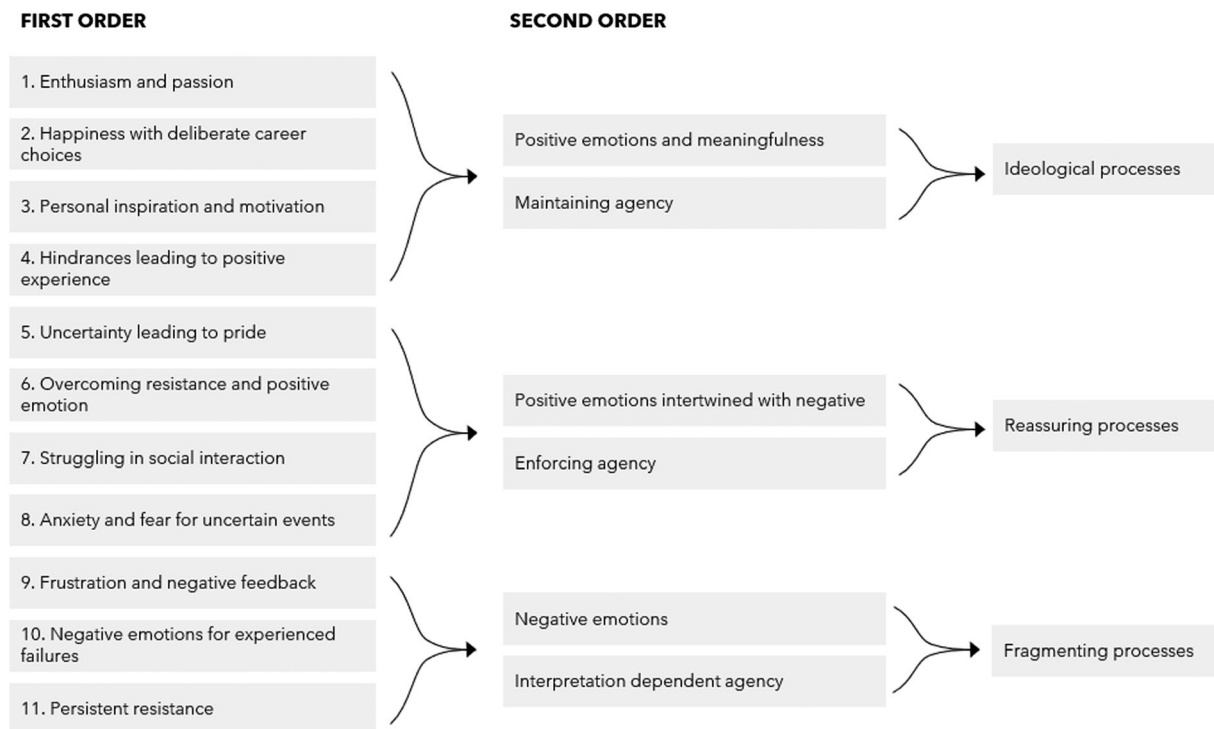 FIRST ORDER
SECOND ORDER
1. Enthusiasm and passion
2. Happiness with deliberate career
choices
3. Personal inspiration and motivation
4. Hindrances leading to positive
experience
5. Uncertainty leading to pride
6. Overcoming resistance and positive
emotion
7. Struggling in social interaction
8. Anxiety and fear for uncertain events
9. Frustration and negative feedback
10. Negative emotions for experienced
failures
11. Persistent resistance
Positive emotions and meaningfulness
Maintaining agency
Positive emotions intertwined with negative
Enforcing agency
Negative emotions
Interpretation dependent agency
Ideological processes
Reassuring processes
Fragmenting processes